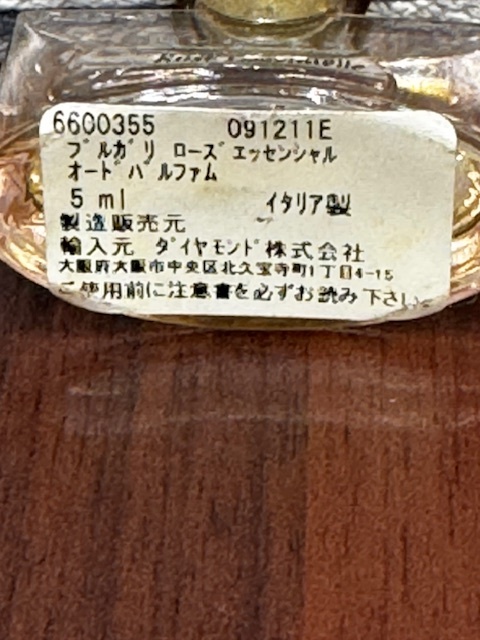 6600355 091211E
ブルガリ ローズ エッセンシャル
オードパルファム
5 ml イタリア製
製造販売元
輸入元 ダイヤモンド株式会社
大阪府大阪市中央区北久宝寺町1丁目4-15
ご使用前に注意書を必ずお読み下さい。